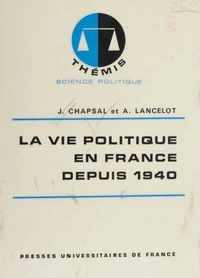 THÉMIS
SCIENCE POLITIQUE
J. CHAPSAL et A. LANCELOT
LA VIE POLITIQUE
EN FRANCE
DEPUIS 1940
PRESSES UNIVERSITAIRES DE FRANCE